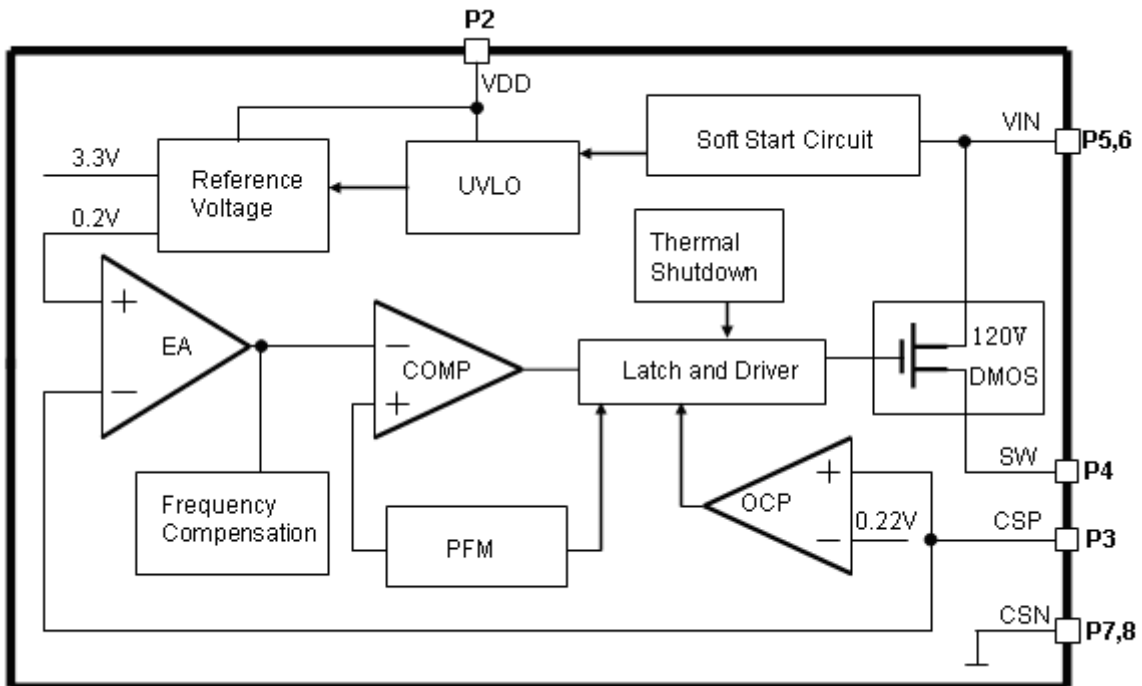 P2
VDD
VIN
P5,6
Soft Start Circuit
3.3V
Reference
Voltage
UVLO
0.2V
Thermal
Shutdown
+
EA
−
−
COMP
+
Latch and Driver
120V
DMOS
SW
P4
Frequency
Compensation
PFM
+
OCP
0.22V
−
CSP
P3
CSN
P7,8